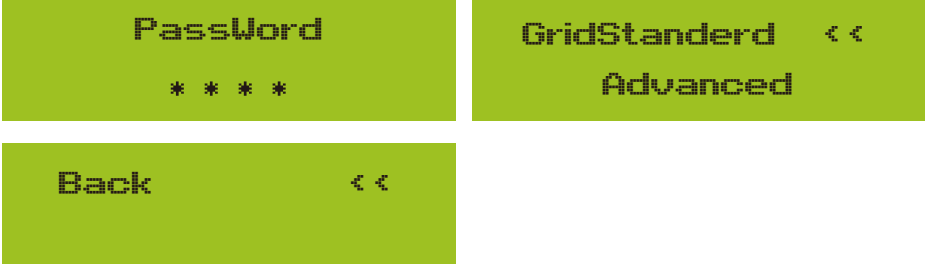 PassWord
* * * *
GridStanderd <<
Advanced
Back <<